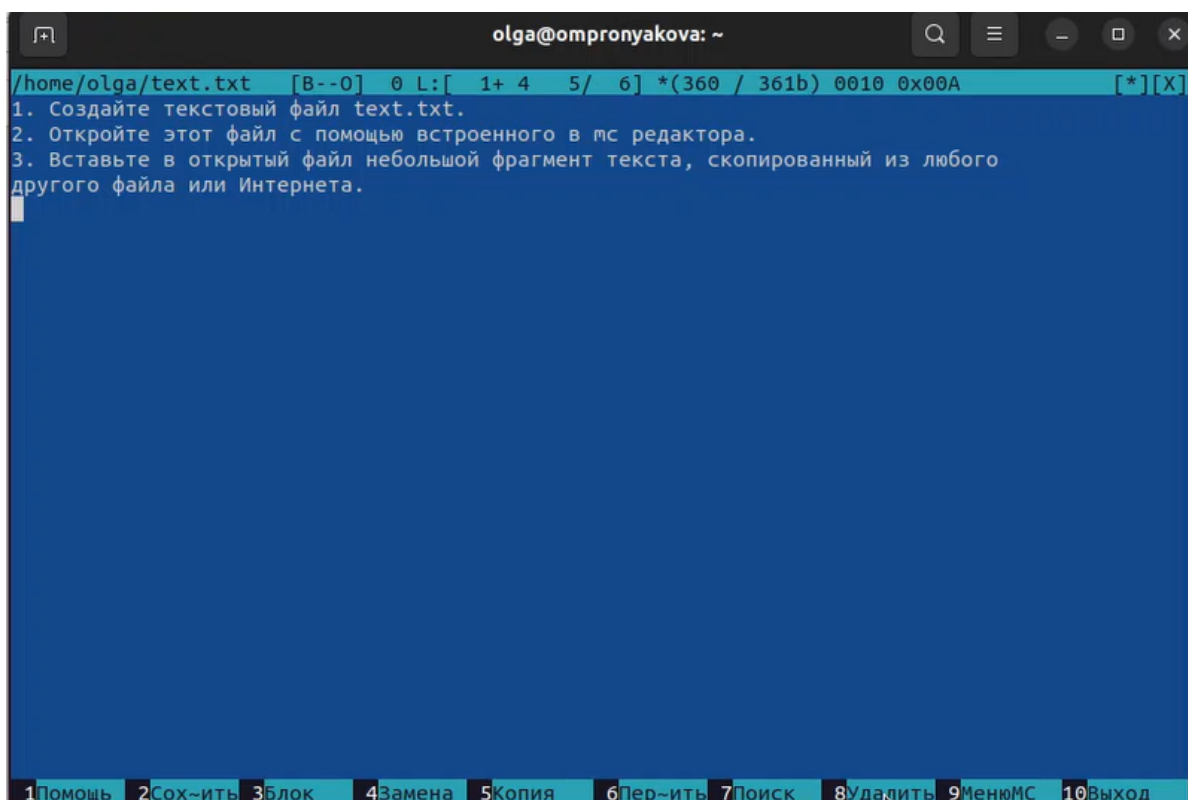 olga@ompronyakova: ~
/home/olga/text.txt [B--O] 0 L:[ 1+ 4 5/ 6] *(360 / 361b) 0010 0x00A [*][X]
1. Создайте текстовый файл text.txt.
2. Откройте этот файл с помощью встроенного в mc редактора.
3. Вставьте в открытый файл небольшой фрагмент текста, скопированный из любого
другого файла или Интернета.
1Помощь 2Сох~ить 3Блок 4Замена 5Копия 6Пер~ить 7Поиск 8Удалить 9МенюMC 10Выход